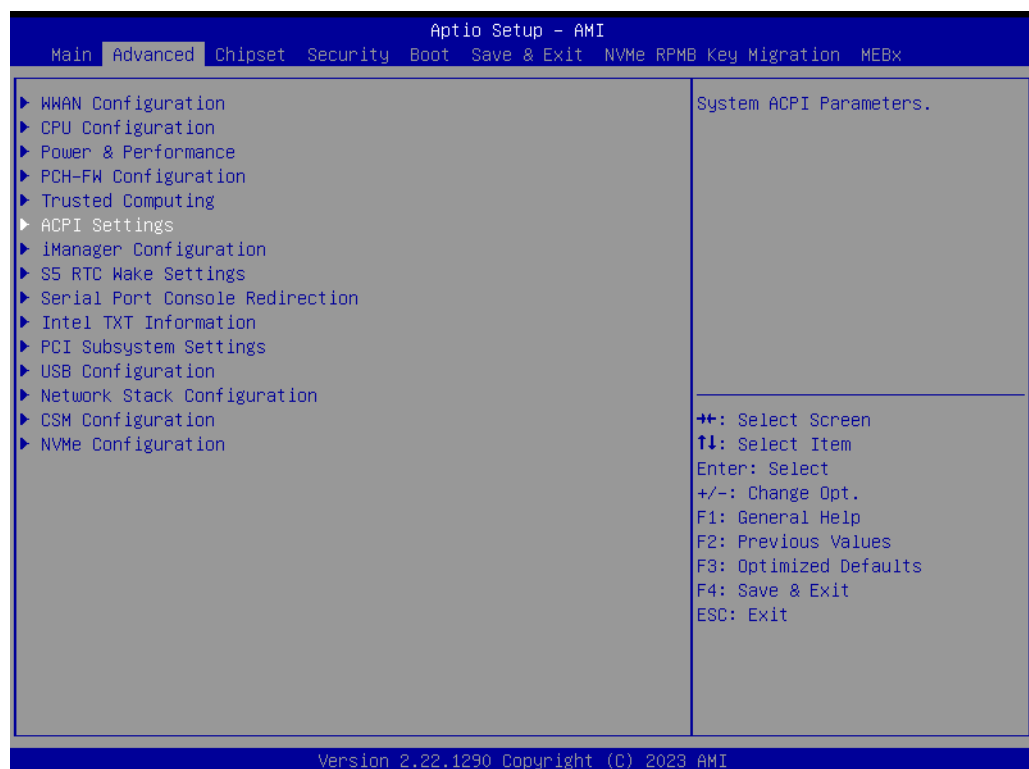 Aptio Setup – AMI
Main Advanced Chipset Security Boot Save & Exit NVMe RPMB Key Migration MEBx
▶ WWAN Configuration
▶ CPU Configuration
▶ Power & Performance
▶ PCH-FW Configuration
▶ Trusted Computing
▶ ACPI Settings
▶ iManager Configuration
▶ S5 RTC Wake Settings
▶ Serial Port Console Redirection
▶ Intel TXT Information
▶ PCI Subsystem Settings
▶ USB Configuration
▶ Network Stack Configuration
▶ CSM Configuration
▶ NVMe Configuration
System ACPI Parameters.
→←: Select Screen
↑↓: Select Item
Enter: Select
+/-: Change Opt.
F1: General Help
F2: Previous Values
F3: Optimized Defaults
F4: Save & Exit
ESC: Exit
Version 2.22.1290 Copyright (C) 2023 AMI